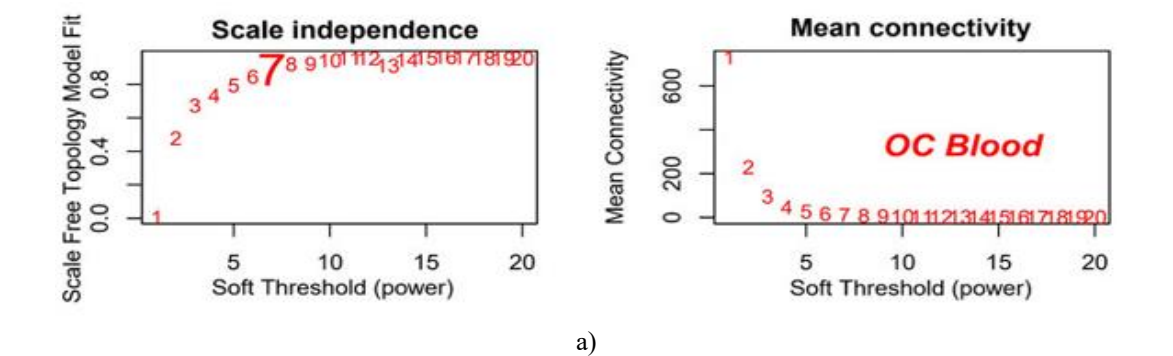 Scale independence
Scale Free Topology Model Fit
0.0 0.4 0.8
1 2 3 4 5 6 7 8 9 10 11 12 13 14 15 16 17 18 19 20
5 10 15 20
Soft Threshold (power)
Mean connectivity
Mean Connectivity
0 200 600
1 2 3 4 5 6 7 8 9 10 11 12 13 14 15 16 17 18 19 20
OC Blood
5 10 15 20
Soft Threshold (power)
a)